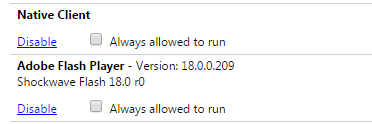 Native Client
Disable Always allowed to run
Adobe Flash Player - Version: 18.0.0.209
Shockwave Flash 18.0 r0
Disable Always allowed to run